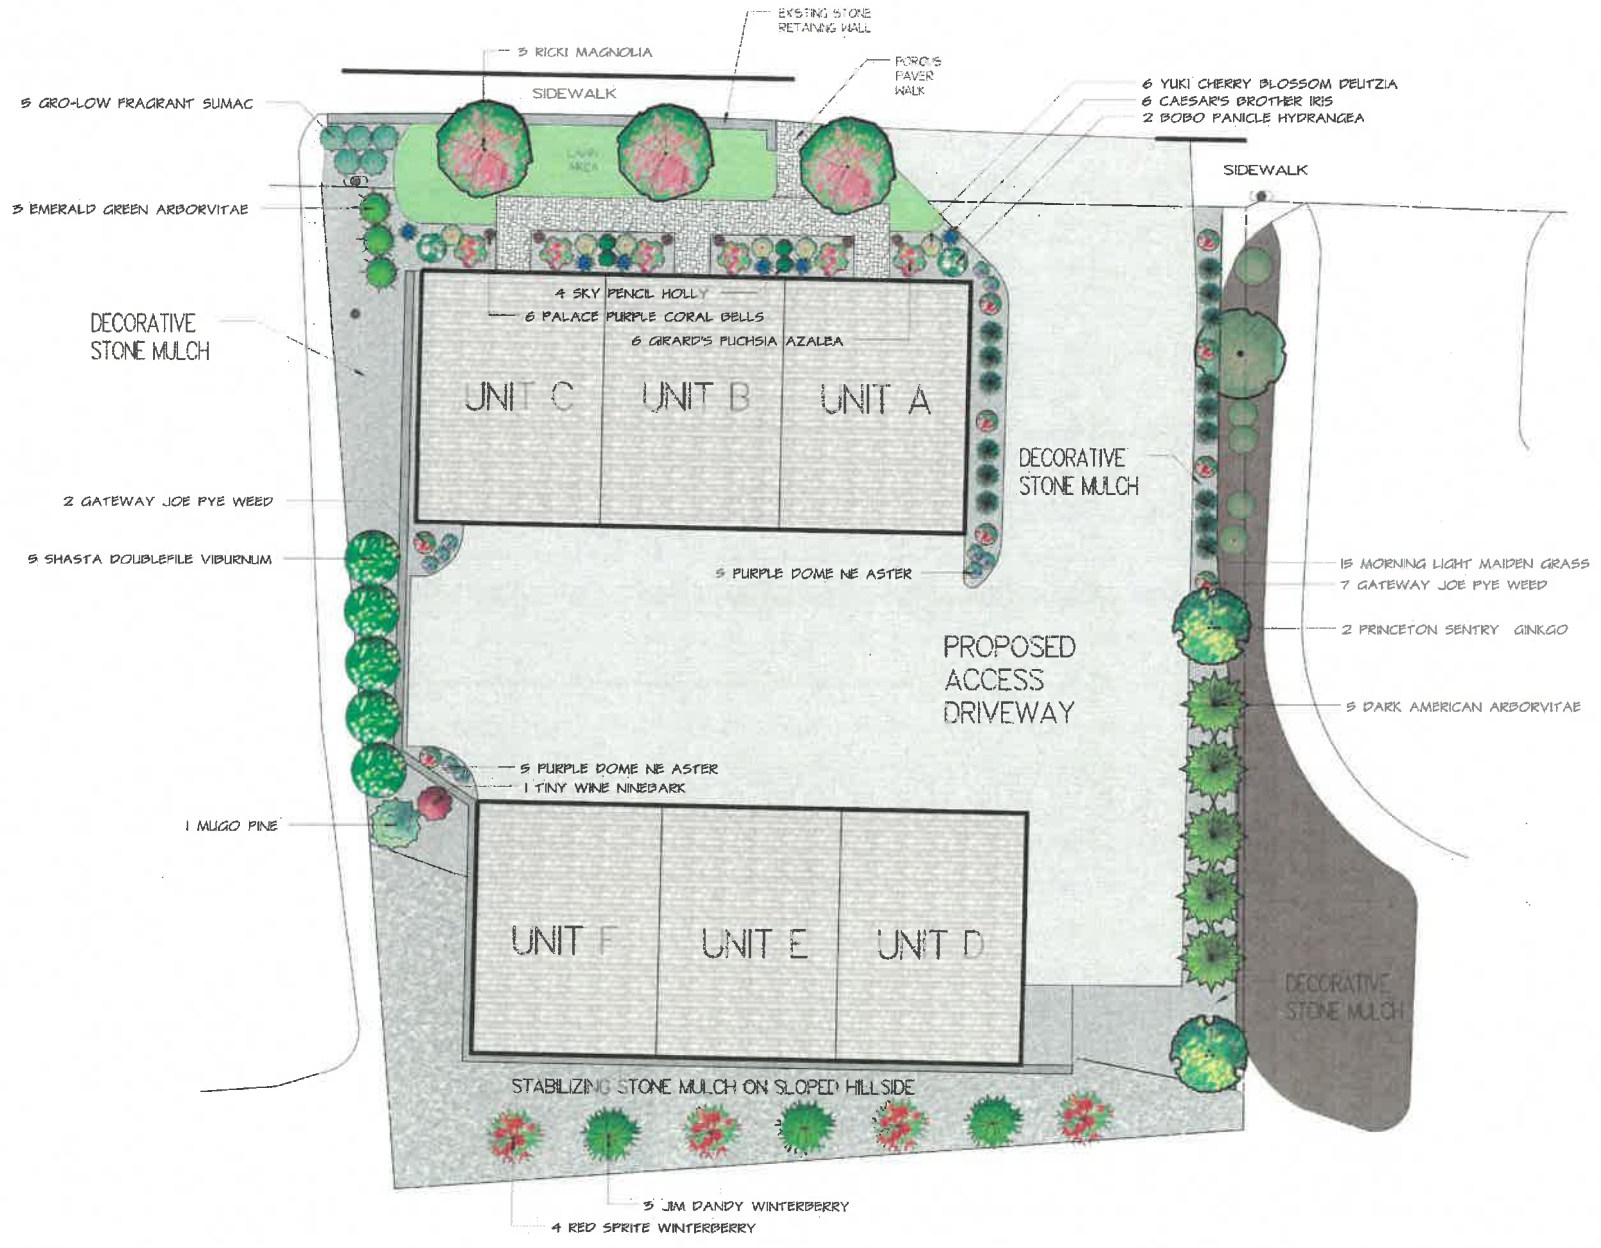 EXISTING STONE
RETAINING WALL
3 RICKI MAGNOLIA
POROUS
PAVER
WALK
SIDEWALK
5 GRO-LOW FRAGRANT SUMAC
6 YUKI CHERRY BLOSSOM DEUTZIA
6 CAESAR'S BROTHER IRIS
2 BOBO PANICLE HYDRANGEA
LAWN
AREA
SIDEWALK
3 EMERALD GREEN ARBORVITAE
4 SKY PENCIL HOLLY
6 PALACE PURPLE CORAL BELLS
6 GIRARD'S FUCHSIA AZALEA
DECORATIVE
STONE MULCH
UNIT C
UNIT B
UNIT A
DECORATIVE
STONE MULCH
2 GATEWAY JOE PYE WEED
5 SHASTA DOUBLEFILE VIBURNUM
5 PURPLE DOME NE ASTER
15 MORNING LIGHT MAIDEN GRASS
7 GATEWAY JOE PYE WEED
2 PRINCETON SENTRY GINKGO
PROPOSED
ACCESS
DRIVEWAY
5 DARK AMERICAN ARBORVITAE
5 PURPLE DOME NE ASTER
1 TINY WINE NINEBARK
1 MUGO PINE
UNIT F
UNIT E
UNIT D
DECORATIVE
STONE MULCH
STABILIZING STONE MULCH ON SLOPED HILLSIDE
3 JIM DANDY WINTERBERRY
4 RED SPRITE WINTERBERRY